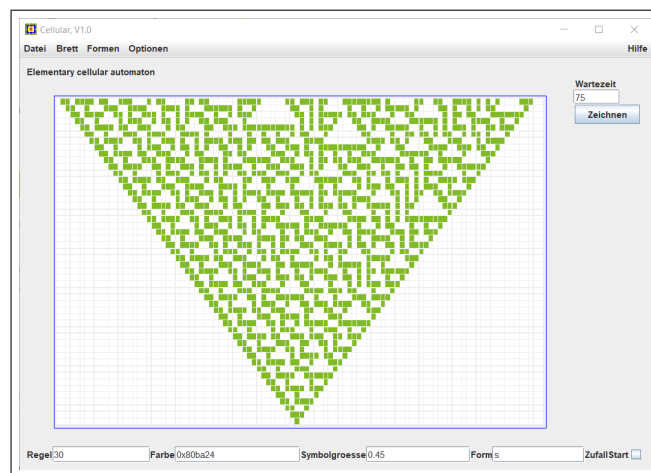 Cellular, V1.0
Datei Brett Formen Optionen Hilfe
Elementary cellular automaton
Wartezeit
75
Zeichnen
Regel 30 Farbe 0x80ba24 Symbolgroesse 0.45 Form s ZufallStart